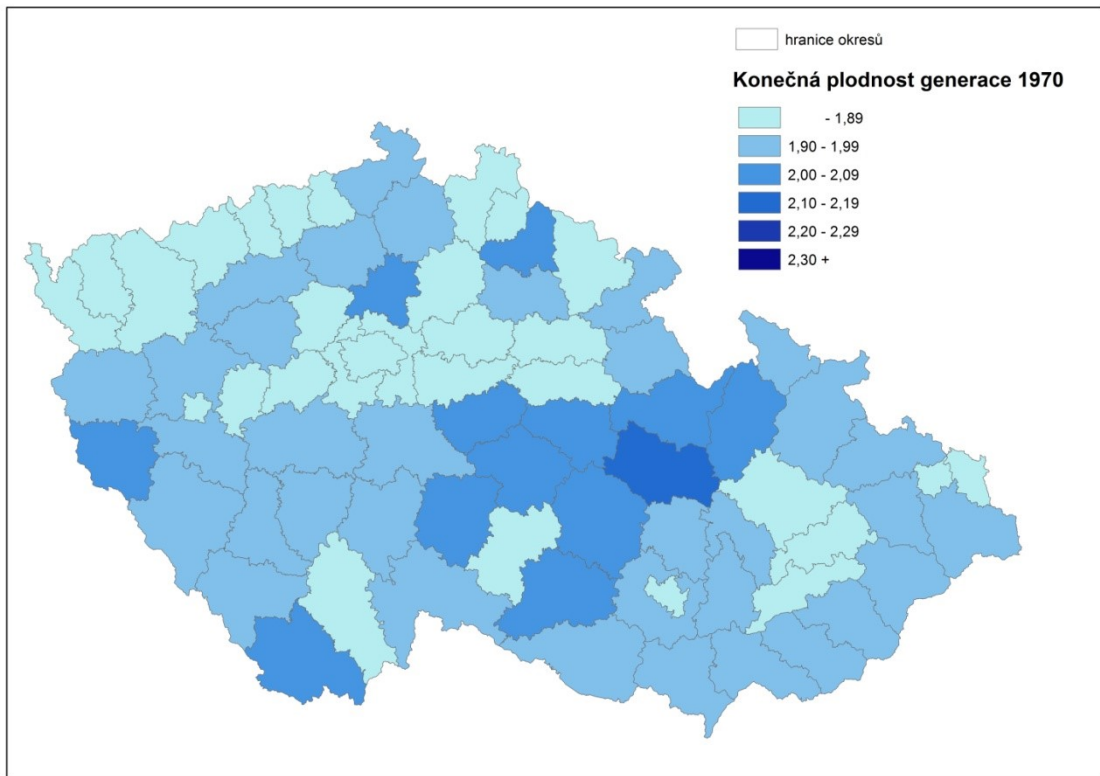 hranice okresů
Konečná plodnost generace 1970
- 1,89
1,90 - 1,99
2,00 - 2,09
2,10 - 2,19
2,20 - 2,29
2,30 +